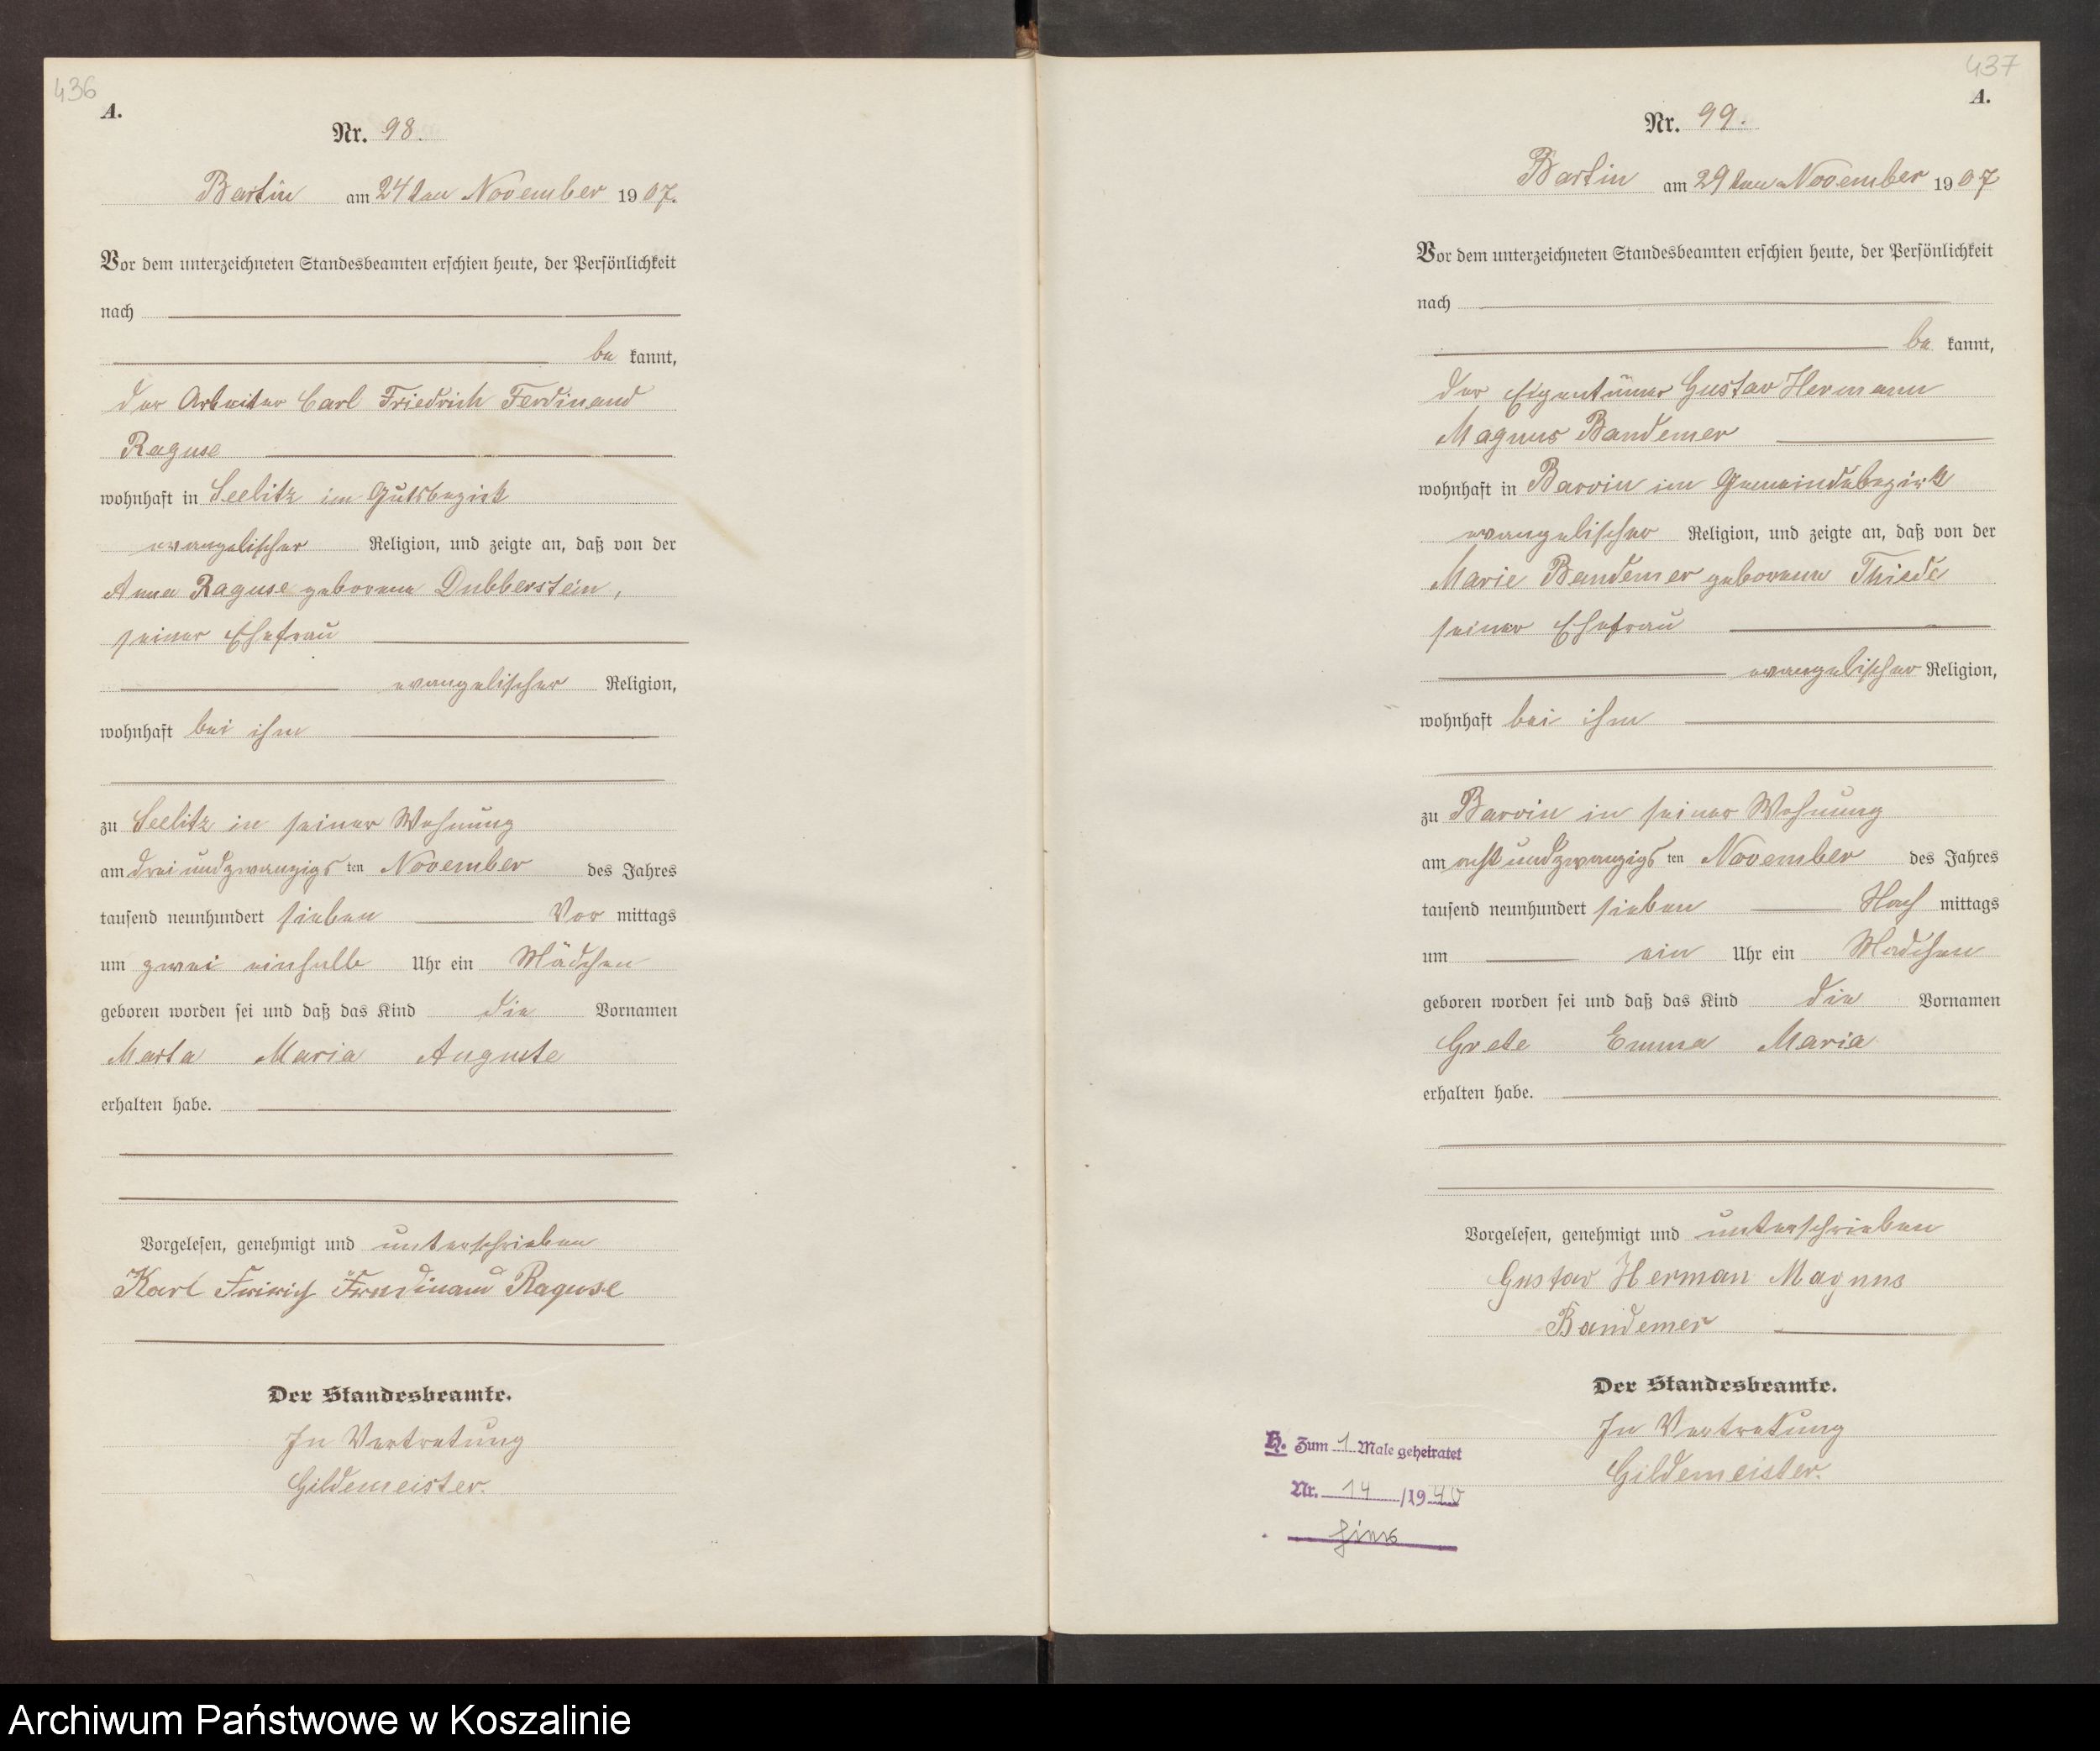 436
A.
Nr. 98.
Bartin am 24ten November 1907.
Vor dem unterzeichneten Standesbeamten erschien heute, der Persönlichkeit
nach
be kannt,
der Arbeiter Carl Friedrich Ferdinand
Raguse
wohnhaft in Seelitz im Gutsbezirk
evangelischer Religion, und zeigte an, daß von der
Anna Raguse geborene Dubberstein,
seiner Ehefrau
evangelischer Religion,
wohnhaft bei ihm
zu Seelitz in seiner Wohnung
am dreiundzwanzigs ten November des Jahres
tausend neunhundert sieben Vor mittags
um zwei einhalb Uhr ein Mädchen
geboren worden sei und daß das Kind die Vornamen
Marta Maria Auguste
erhalten habe.
Vorgelesen, genehmigt und unterschrieben
Karl Ferdinand Raguse
Der Standesbeamte.
In Vertretung
Gildemeister.
437
A.
Nr. 99.
Bartin am 29ten November 1907
Vor dem unterzeichneten Standesbeamten erschien heute, der Persönlichkeit
nach
be kannt,
der Eigentümer Gustav Hermann
Magnus Bandemer
wohnhaft in Barvin im Gemeindebezirk
evangelischer Religion, und zeigte an, daß von der
Marie Bandemer geborene Thiede
seiner Ehefrau
evangelischer Religion,
wohnhaft bei ihm
zu Barvin in seiner Wohnung
am achtundzwanzigs ten November des Jahres
tausend neunhundert sieben Nach mittags
um ein Uhr ein Mädchen
geboren worden sei und daß das Kind die Vornamen
Grete Emma Maria
erhalten habe.
Vorgelesen, genehmigt und unterschrieben
Gustav Herman Magnus
Bandemer
Der Standesbeamte.
In Vertretung
Gildemeister.
H. Zum 1 Male geheiratet
Nr. 14 /1940
Archiwum Państwowe w Koszalinie